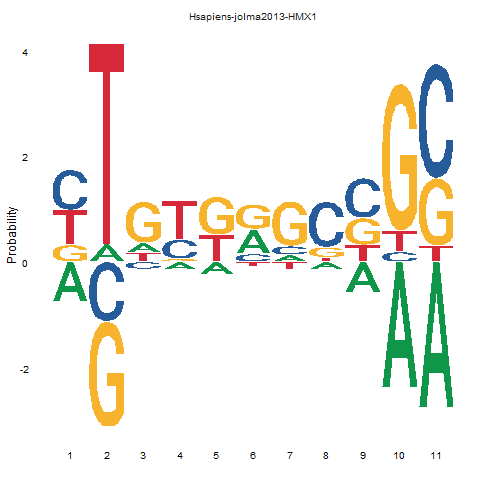 Hsapiens-jolma2013-HMX1
Probability
4
2
0
-2
C T G A
T A C G
G A T C
T C G A
G T A
G A C T
G C A T
C G T A
C G T A
G T C A
C G T A
1 2 3 4 5 6 7 8 9 10 11